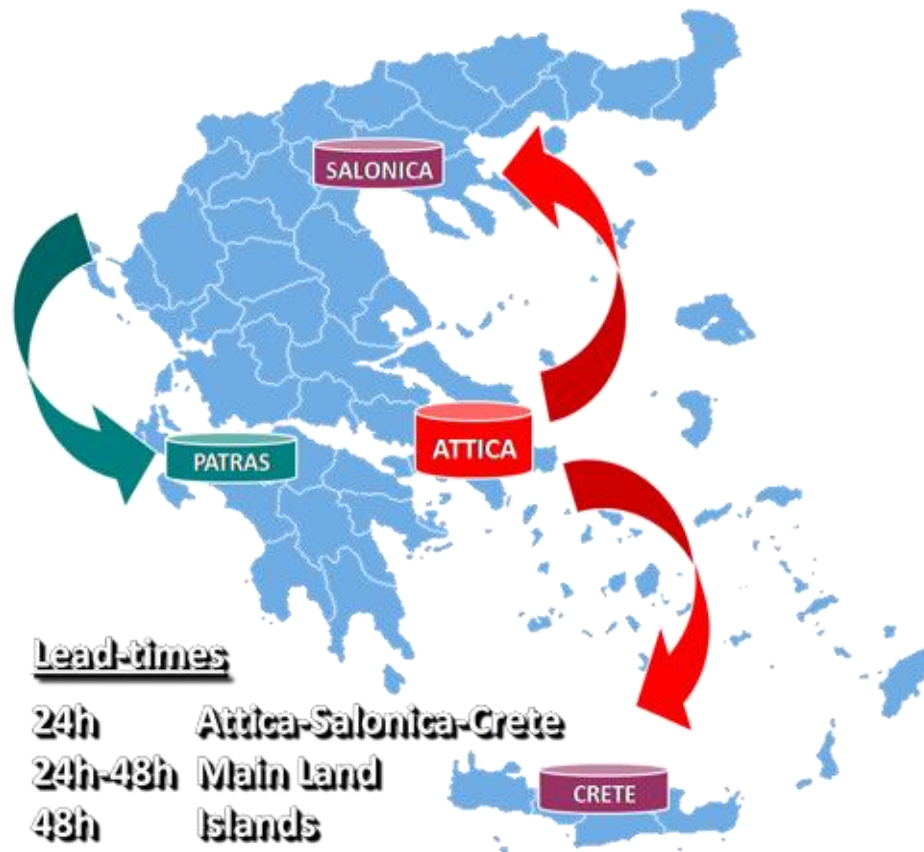 SALONICA
ATTICA
PATRAS
Lead-times
24h Attica-Salonica-Crete
24h-48h Main Land
48h Islands
CRETE